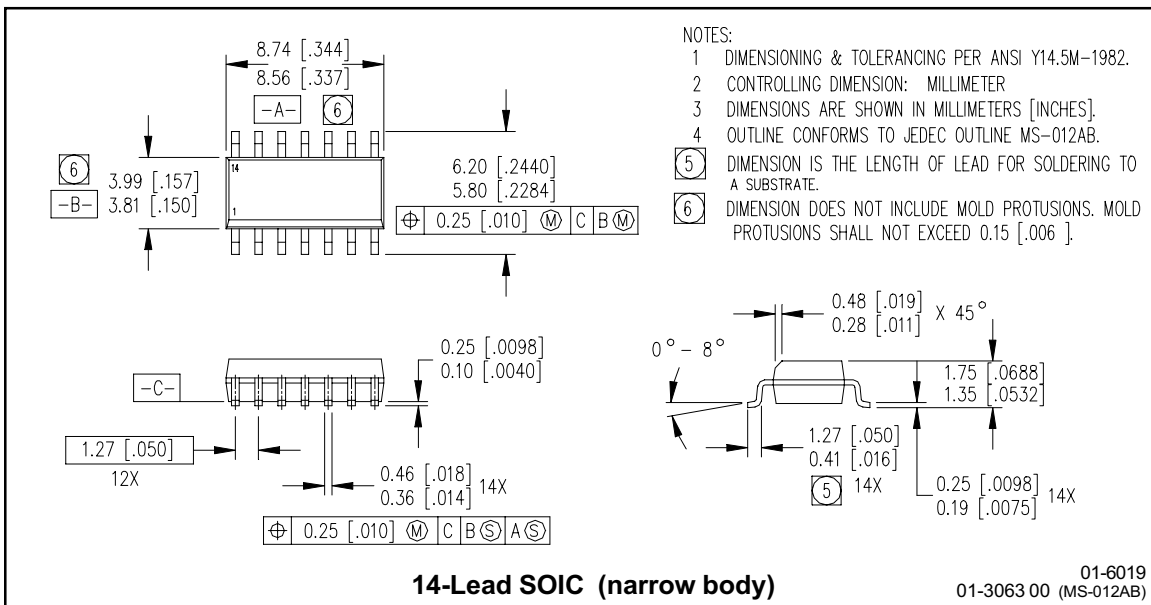 8.74 [.344]
8.56 [.337]
-A- 6
14
1
6
3.99 [.157]
3.81 [.150]
-B-
6.20 [.2440]
5.80 [.2284]
⌖ 0.25 [.010] Ⓜ C B Ⓜ
NOTES:
1 DIMENSIONING & TOLERANCING PER ANSI Y14.5M-1982.
2 CONTROLLING DIMENSION: MILLIMETER
3 DIMENSIONS ARE SHOWN IN MILLIMETERS [INCHES].
4 OUTLINE CONFORMS TO JEDEC OUTLINE MS-012AB.
5 DIMENSION IS THE LENGTH OF LEAD FOR SOLDERING TO
A SUBSTRATE.
6 DIMENSION DOES NOT INCLUDE MOLD PROTUSIONS. MOLD
PROTUSIONS SHALL NOT EXCEED 0.15 [.006 ].
-C-
0.25 [.0098]
0.10 [.0040]
1.27 [.050]
12X
0.46 [.018]
0.36 [.014]
14X
⌖ 0.25 [.010] Ⓜ C B Ⓢ A Ⓢ
0.48 [.019]
0.28 [.011]
X 45°
0°-8°
1.75 [.0688]
1.35 [.0532]
1.27 [.050]
0.41 [.016]
5 14X
0.25 [.0098]
0.19 [.0075]
14X
14-Lead SOIC (narrow body)
01-6019
01-3063 00 (MS-012AB)